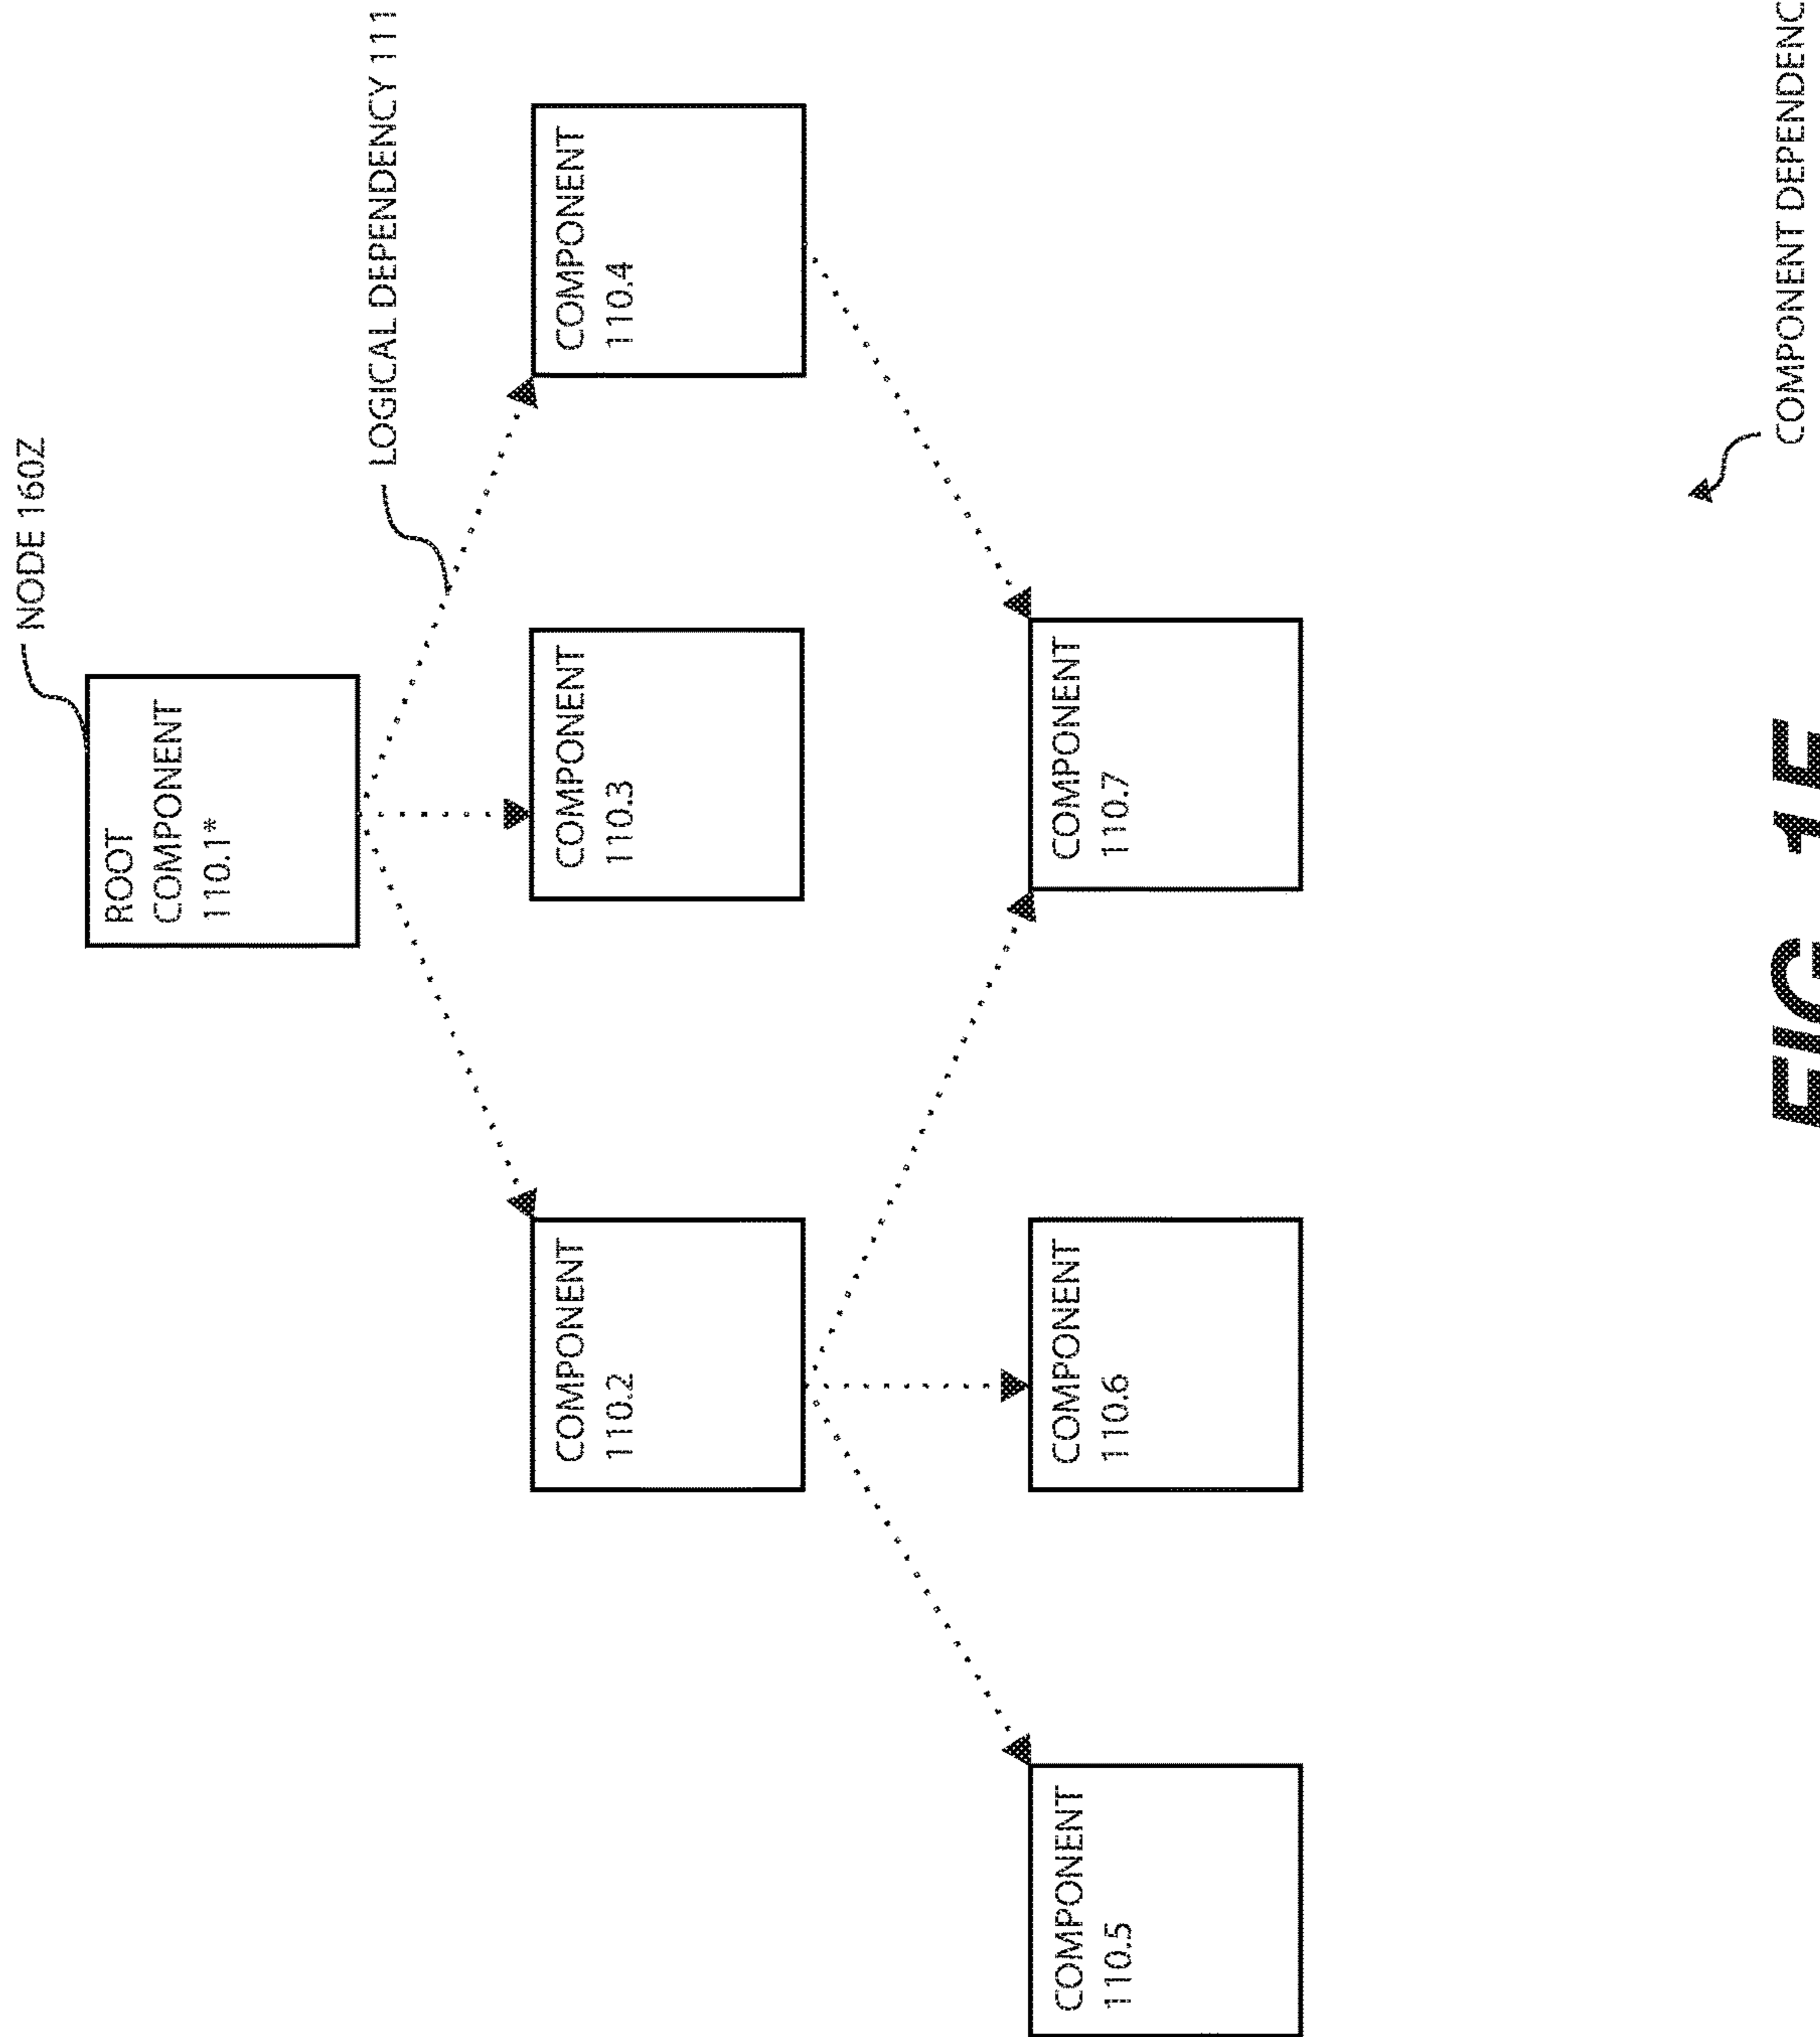 NODE 160Z
ROOT
COMPONENT
110.1*
LOGICAL DEPENDENCY 111
COMPONENT
110.2
COMPONENT
110.3
COMPONENT
110.4
COMPONENT
110.5
COMPONENT
110.6
COMPONENT
110.7
COMPONENT DEPENDENC
FIG